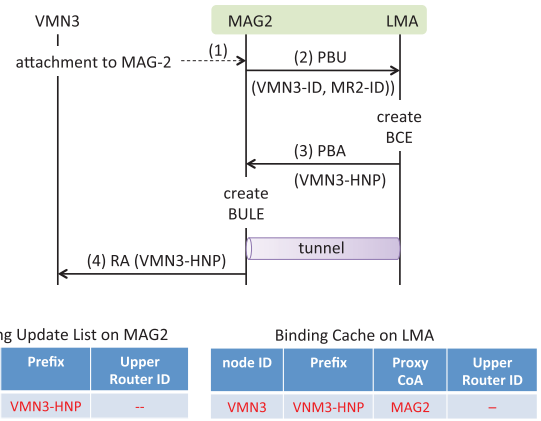 VMN3 MAG2 LMA
(1)
attachment to MAG-2
(2) PBU
(VMN3-ID, MR2-ID))
create
BCE
(3) PBA
(VMN3-HNP)
create
BULE
tunnel
(4) RA (VMN3-HNP)
ng Update List on MAG2
Prefix Upper
Router ID
VMN3-HNP --
Binding Cache on LMA
node ID Prefix Proxy
CoA Upper
Router ID
VMN3 VNM3-HNP MAG2 –